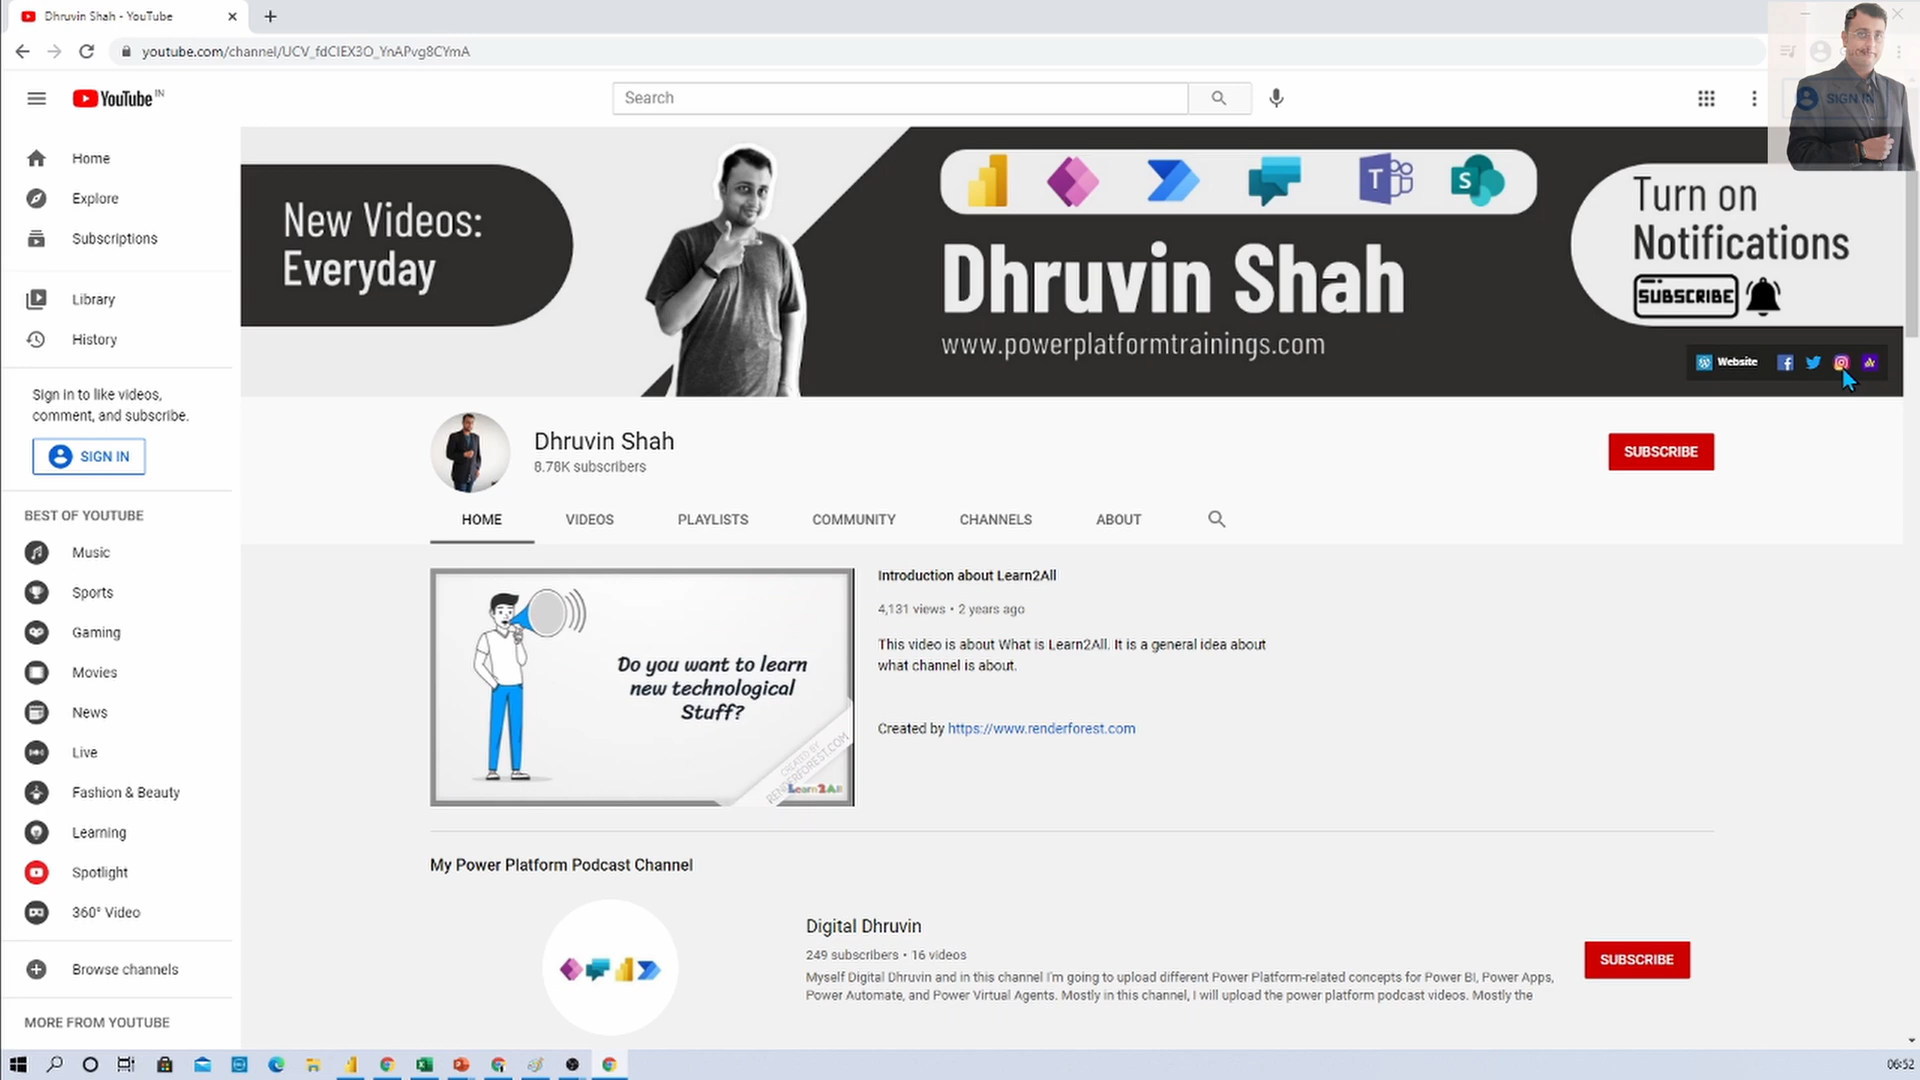 Dhruvin Shah - YouTube
youtube.com/channel/
YouTube IN
Search
SIGN IN
Home
Explore
Subscriptions
Library
History
Sign in to like videos,
comment, and subscribe.
SIGN IN
BEST OF YOUTUBE
Music
Sports
Gaming
Movies
News
Live
Fashion & Beauty
Learning
Spotlight
360° Video
Browse channels
MORE FROM YOUTUBE
New Videos:
Everyday
T
S
Dhruvin Shah
www.powerplatformtrainings.com
Turn on
Notifications
SUBSCRIBE
Website
Dhruvin Shah
8.78K subscribers
SUBSCRIBE
HOME VIDEOS PLAYLISTS COMMUNITY CHANNELS ABOUT
Do you want to learn
new technological
Stuff?
CREATED BY
RENDERFOREST.COM
Learn2All
Introduction about Learn2All
4,131 views • 2 years ago
This video is about What is Learn2All. It is a general idea about
what channel is about.
Created by https://www.renderforest.com
My Power Platform Podcast Channel
Digital Dhruvin
249 subscribers • 16 videos
Myself Digital Dhruvin and in this channel I'm going to upload different Power Platform-related concepts for Power BI, Power Apps,
Power Automate, and Power Virtual Agents. Mostly in this channel, I will upload the power platform podcast videos. Mostly the
SUBSCRIBE
06:52